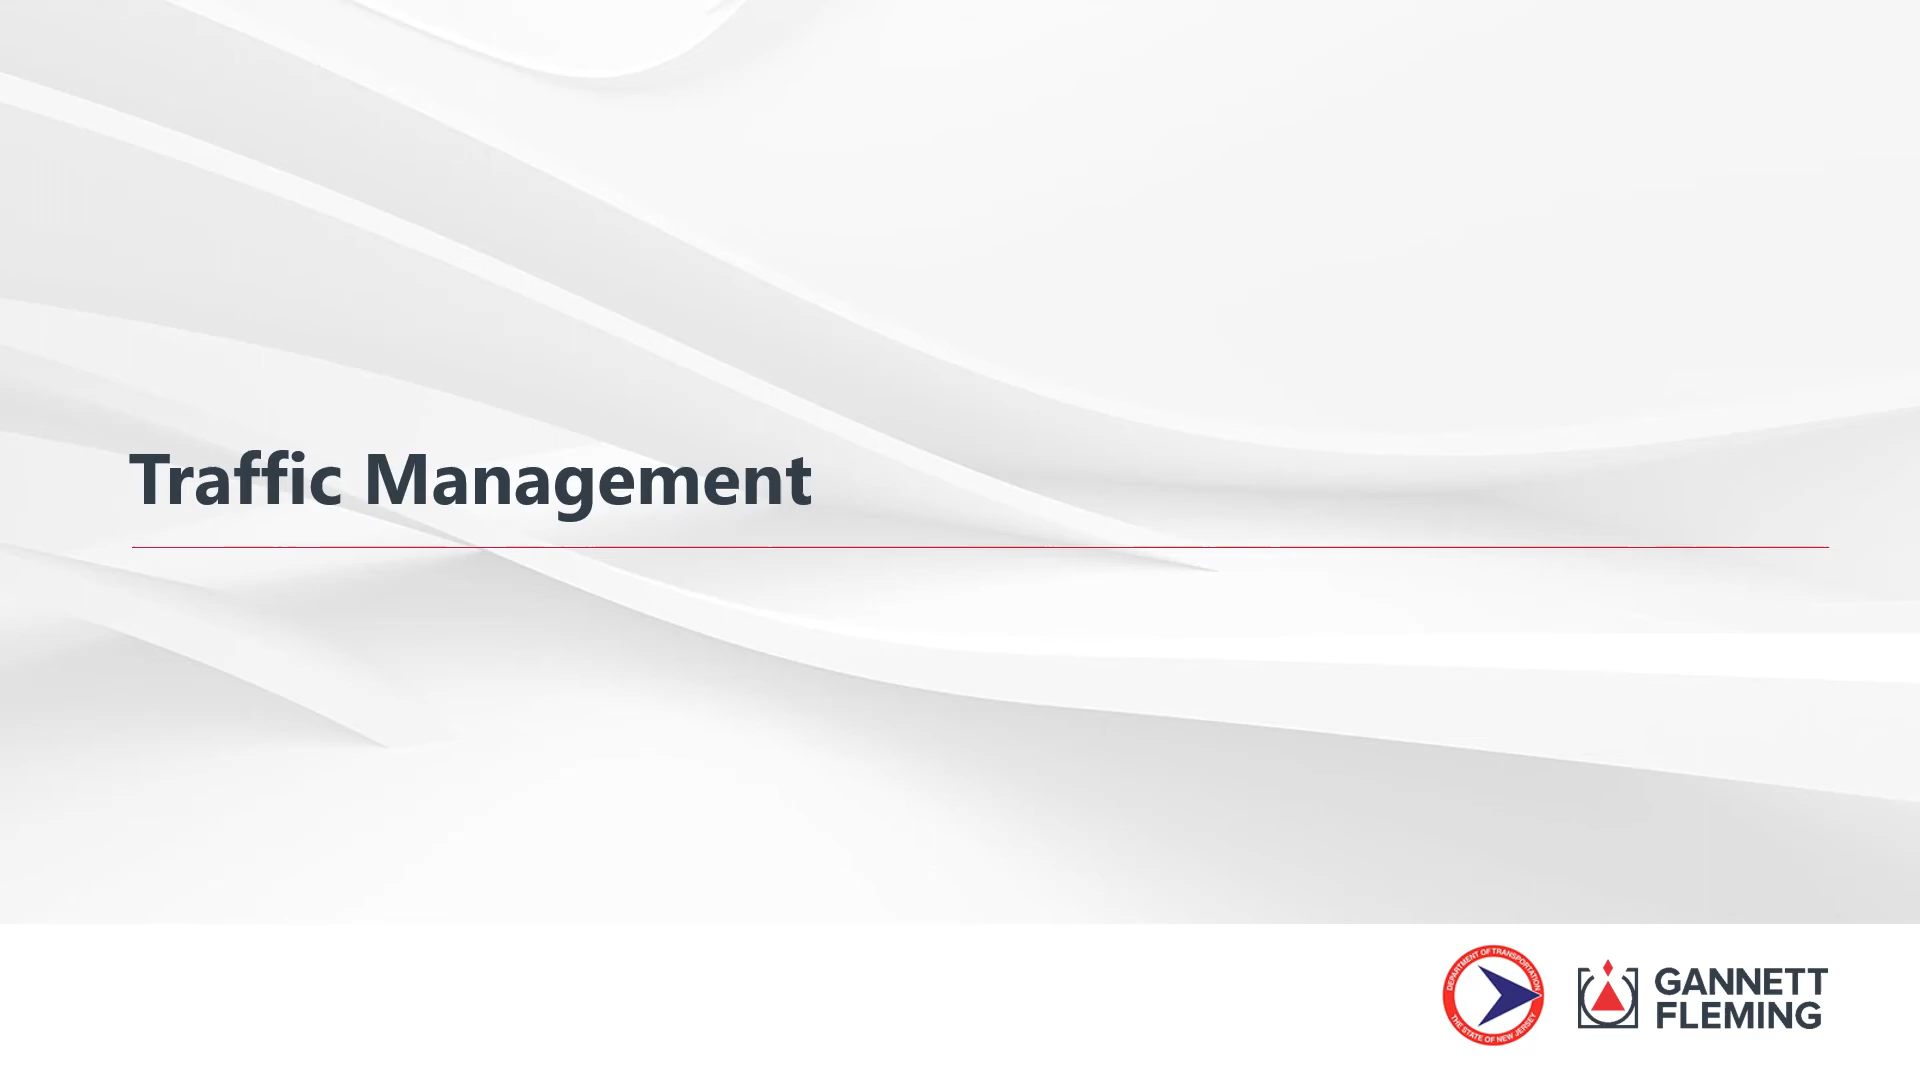 Traffic Management
DEPARTMENT OF TRANSPORTATION
THE STATE OF NEW JERSEY
GANNETT
FLEMING